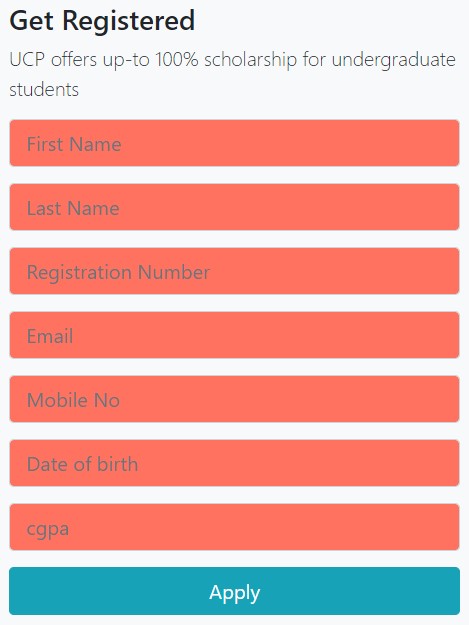 Get Registered
UCP offers up-to 100% scholarship for undergraduate
students
First Name
Last Name
Registration Number
Email
Mobile No
Date of birth
cgpa
Apply